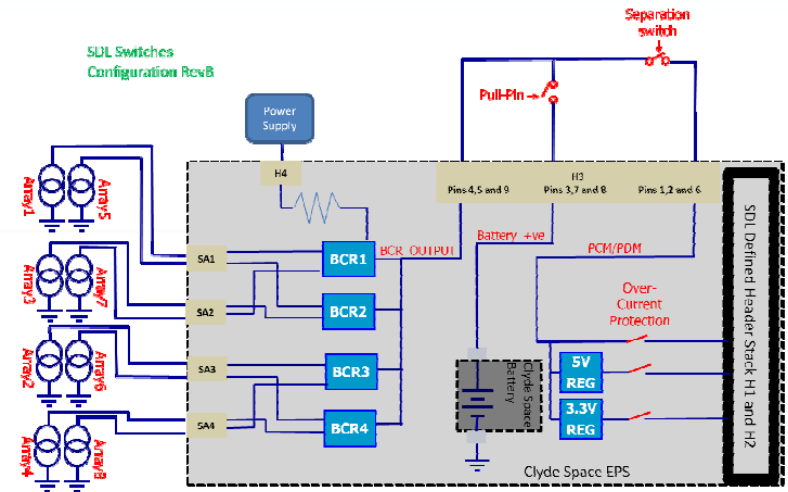 Separation
switch
SDL Switches
Configuration RevB
Pull-Pin
Power
Supply
H4
H3
Pins 4,5 and 9
Pins 3,7 and 8
Pins 1,2 and 6
Array1
Array5
SA1
BCR1
BCR OUTPUT
Battery +ve
PCM/PDM
Array3
Array7
SA2
BCR2
Over-
Current
Protection
Array2
Array6
SA3
BCR3
Clyde Space
Battery
5V
REG
3.3V
REG
Array4
Array8
SA4
BCR4
Clyde Space EPS
SDL Defined Header Stack H1 and H2